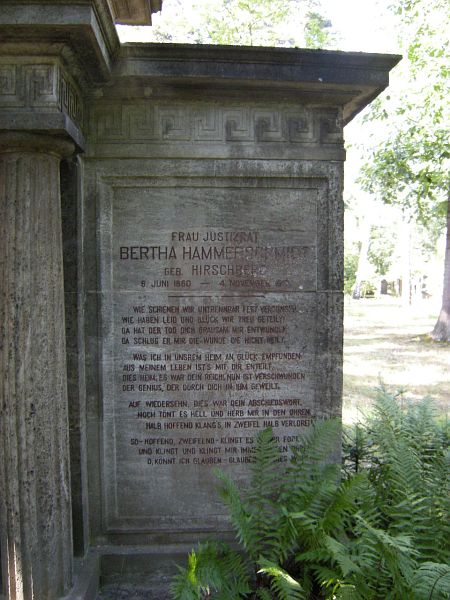 FRAU JUSTIZRAT
BERTHA HAMMERSCHMIDT
GEB. HIRSCHBERG
6. JUNI 1860 — 4. NOVEMBER
WIE SCHIENEN WIR UNTRENNBAR FEST VERBUNDEN,
WIE HABEN LEID UND GLÜCK WIR TREU GETEILT,
DA HAT DER TOD DICH GRAUSAM MIR ENTWUNDEN,
DA SCHLUG ER MIR DIE WUNDE DIE NICHT HEILT.
WAS ICH IN UNSREM HEIM AN GLÜCK EMPFUNDEN
AUS MEINEM LEBEN IST'S MIT DIR ENTEILT,
DIES HEIM, ES WAR DEIN REICH, NUN IST VERSCHWUNDEN
DER GENIUS, DER DURCH DICH IN IHM GEWEILT.
AUF WIEDERSEHN, DAS WAR DEIN ABSCHIEDSWORT,
NOCH TÖNT ES HELL UND HERB MIR IN DEN OHREN,
HALB HOFFEND KLANG'S, IN ZWEIFEL HALB VERLOREN
SO HOFFEND, ZWEIFELND KLINGT ES
UND KLINGT UND KLINGT MIR
O, KÖNNT ICH GLAUBEN